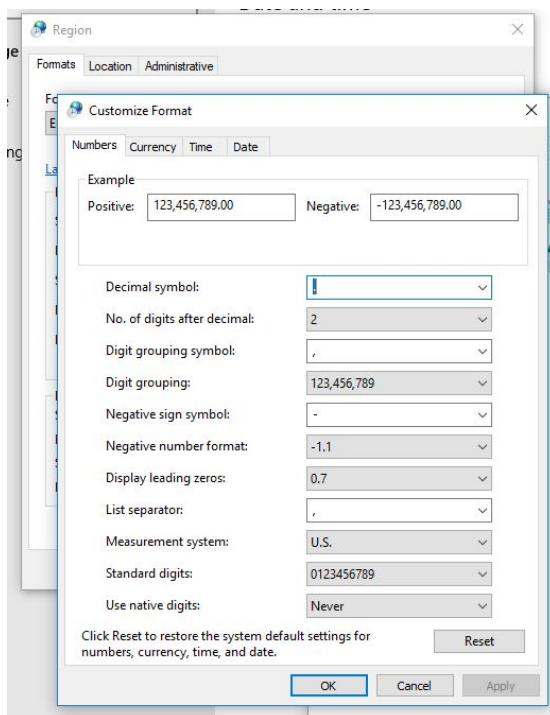 Region
Formats Location Administrative
Customize Format
Numbers Currency Time Date
Example
Positive: 123,456,789.00 Negative: -123,456,789.00
Decimal symbol: .
No. of digits after decimal: 2
Digit grouping symbol: ,
Digit grouping: 123,456,789
Negative sign symbol: -
Negative number format: -1.1
Display leading zeros: 0.7
List separator: ,
Measurement system: U.S.
Standard digits: 0123456789
Use native digits: Never
Click Reset to restore the system default settings for
numbers, currency, time, and date.
Reset
OK Cancel Apply